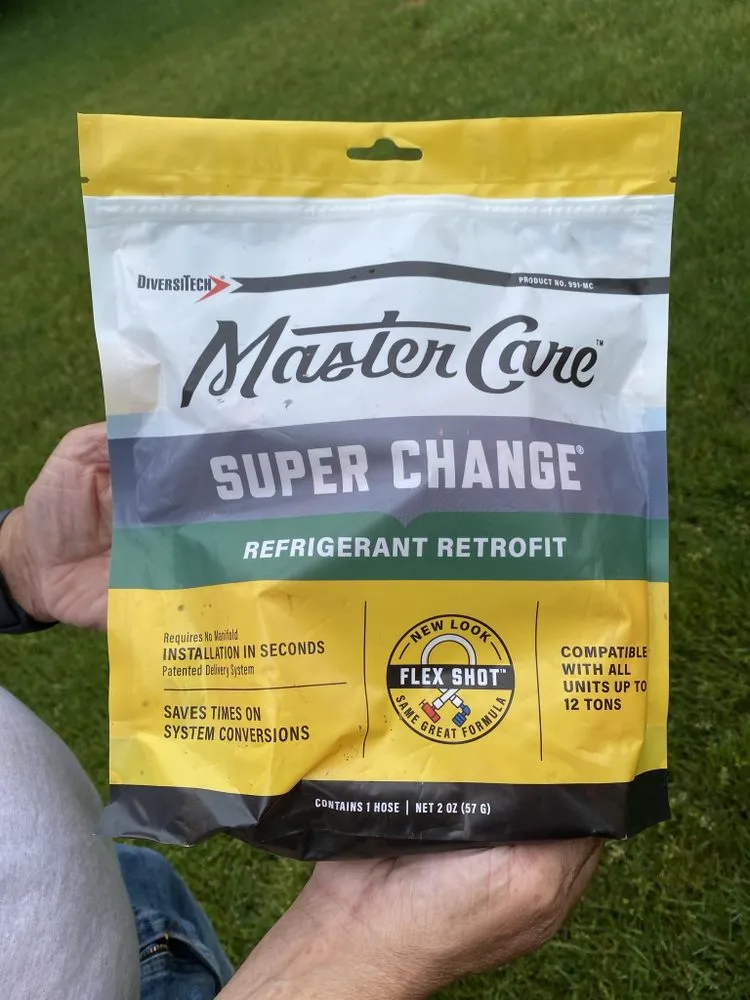 DIVERSITECH
PRODUCT NO. 991-MC
Master Care™
SUPER CHANGE®
REFRIGERANT RETROFIT
Requires No Manifold
INSTALLATION IN SECONDS
Patented Delivery System
SAVES TIMES ON
SYSTEM CONVERSIONS
NEW LOOK
FLEX SHOT™
SAME GREAT FORMULA
COMPATIBLE
WITH ALL
UNITS UP TO
12 TONS
CONTAINS 1 HOSE | NET 2 OZ (57 G)